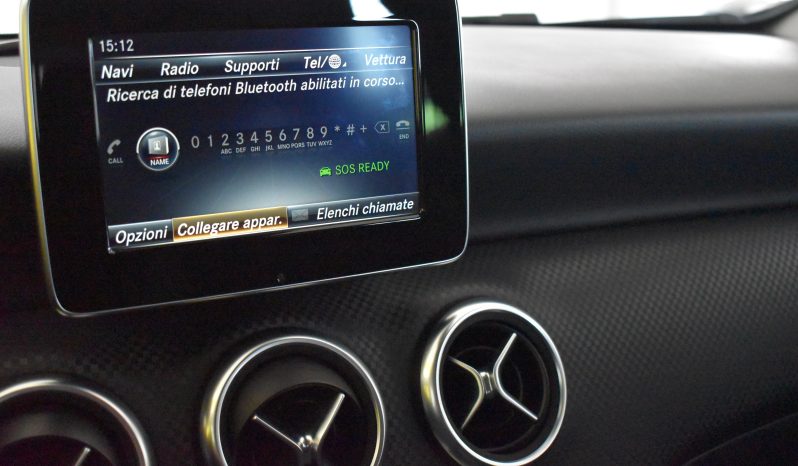 15:12
Navi Radio Supporti Tel/ Vettura
Ricerca di telefoni Bluetooth abilitati in corso...
CALL NAME 0 1 2 3 4 5 6 7 8 9 * # + END
ABC DEF GHI JKL MNO PQRS TUV WXYZ
SOS READY
Opzioni Collegare appar. Elenchi chiamate